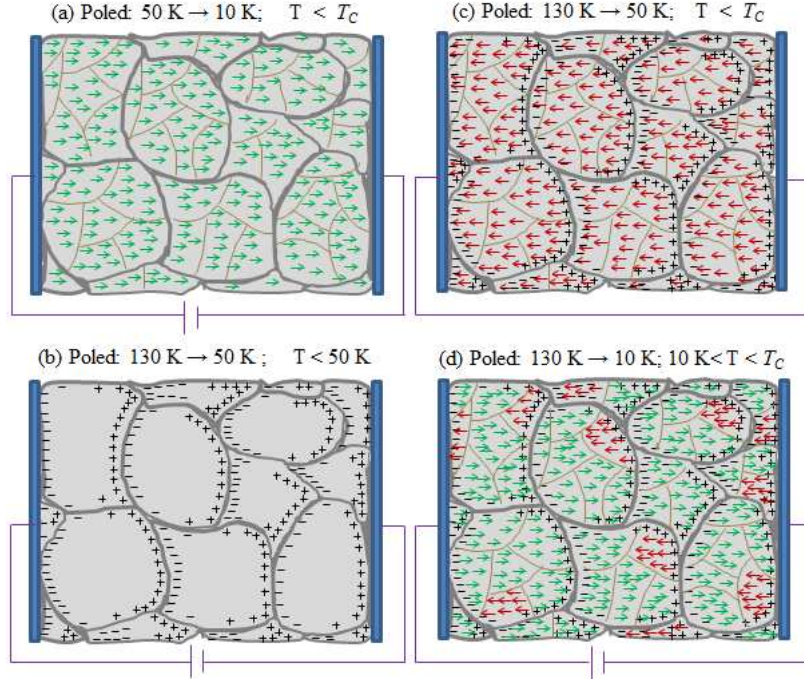 (a) Poled: 50 K → 10 K; T < T_C
(c) Poled: 130 K → 50 K; T < T_C
(b) Poled: 130 K → 50 K ; T < 50 K
(d) Poled: 130 K → 10 K; 10 K< T < T_C